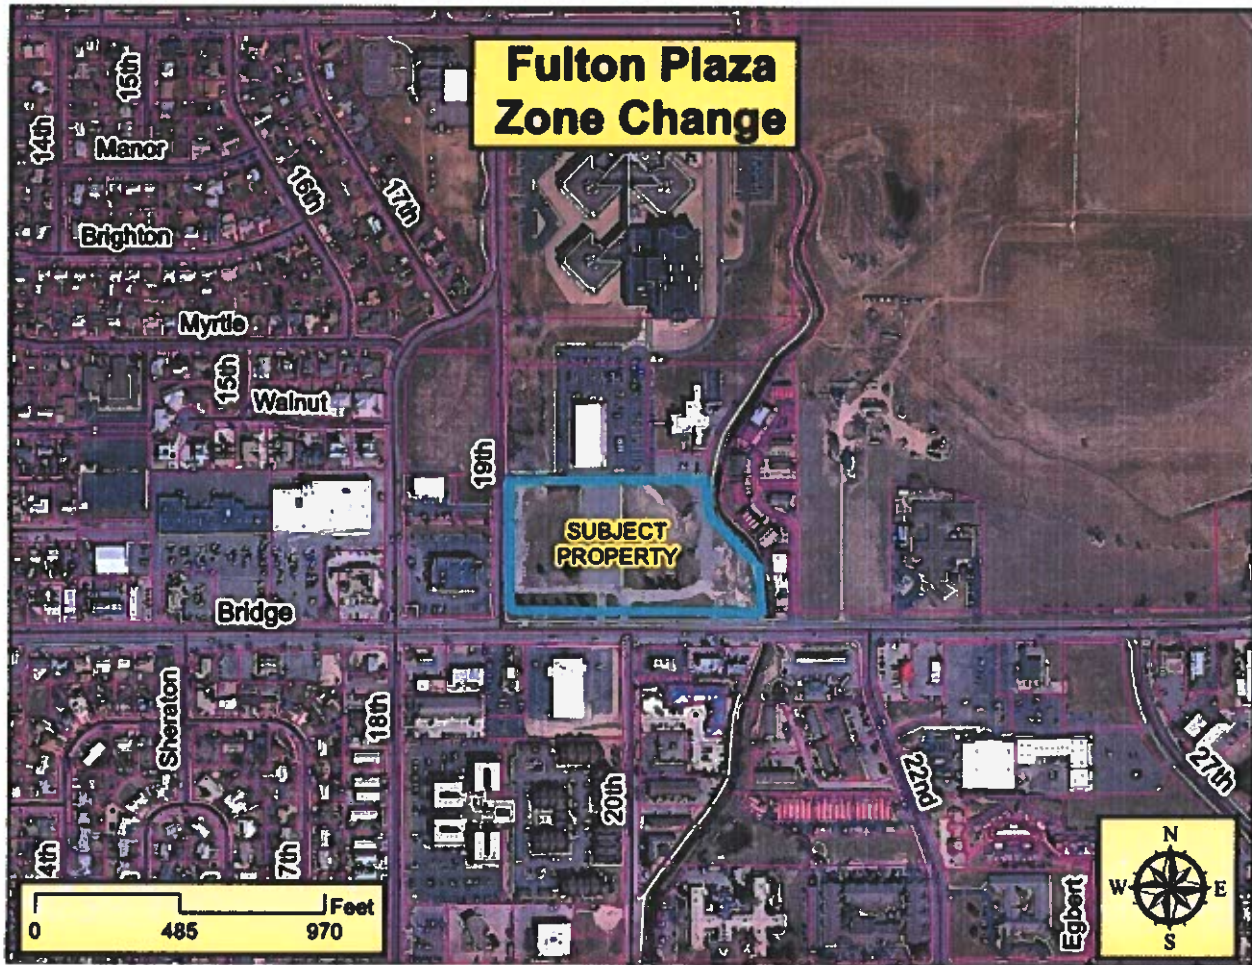 Fulton Plaza
Zone Change
15th
14th
Manor
16th
17th
Brighton
Myrtle
15th
Walnut
19th
SUBJECT
PROPERTY
Bridge
Sheraton
18th
20th
22nd
27th
4th
7th
Egbert
Feet
0 485 970
N
W E
S